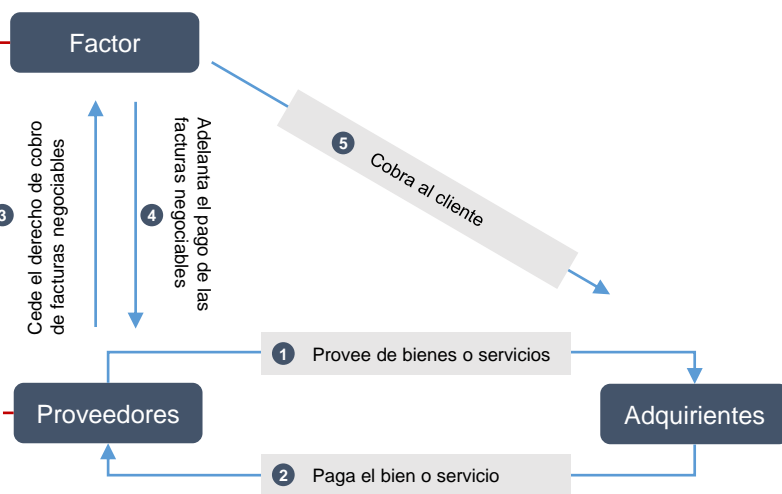 Factor
5 Cobra al cliente
3
Cede el derecho de cobro
de facturas negociables
4
Adelanta el pago de las
facturas negociables
1 Provee de bienes o servicios
Proveedores
Adquirientes
2 Paga el bien o servicio